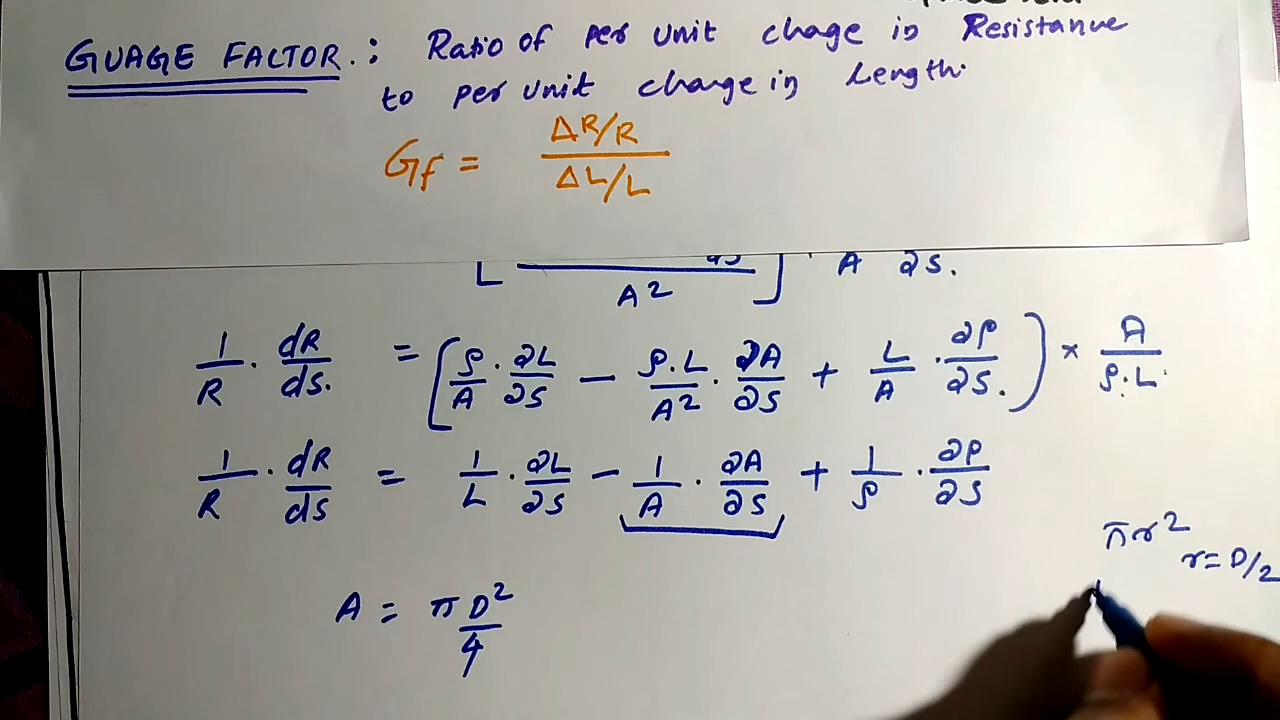 GUAGE FACTOR. : Ratio of per unit chage in Resistance
to per unit change in Length.
Gf = ΔR/R / ΔL/L
A² ] · A ∂S.
1/R · dR/dS. = [ρ/A · ∂L/∂S − ρ.L/A² · ∂A/∂S + L/A · ∂ρ/∂S.) × A/ρ.L.
1/R · dR/dS = 1/L · ∂L/∂S − 1/A · ∂A/∂S + 1/ρ · ∂ρ/∂S
πr²
r = D/2
A = πD²/4